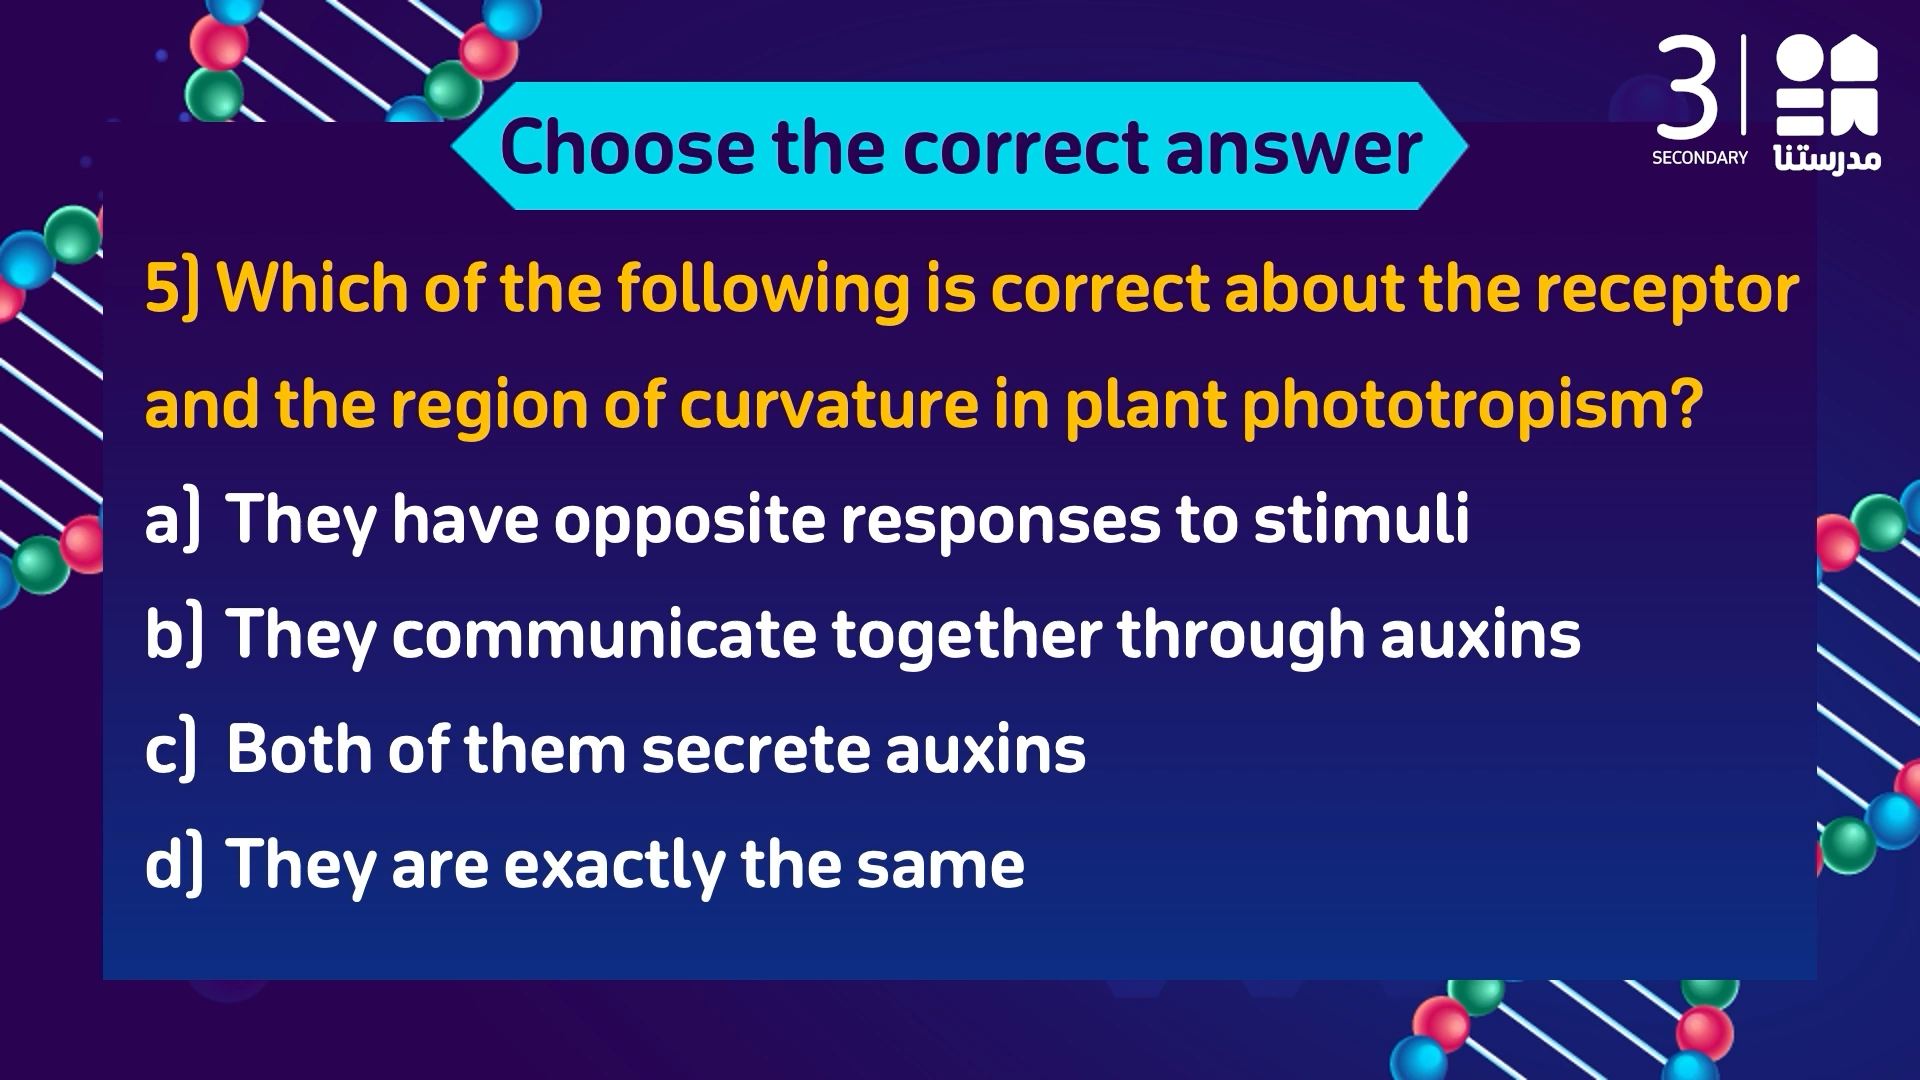 3
SECONDARY
مدرستنا
Choose the correct answer
5) Which of the following is correct about the receptor
and the region of curvature in plant phototropism?
a) They have opposite responses to stimuli
b) They communicate together through auxins
c) Both of them secrete auxins
d) They are exactly the same